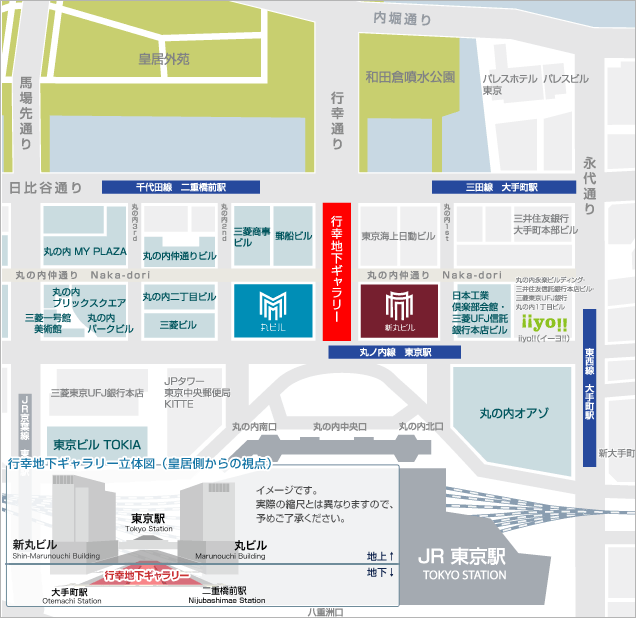 内堀通り
皇居外苑
和田倉噴水公園
パレスホテル
東京
パレスビル
馬場先通り
行幸通り
永代通り
日比谷通り
千代田線 二重橋前駅
三田線 大手町駅
丸の内3rd
丸の内2nd
丸の内1st
丸の内 MY PLAZA
丸の内仲通りビル
三菱商事
ビル
郵船ビル
行幸地下ギャラリー
東京海上日動ビル
三井住友銀行
大手町本部ビル
丸の内仲通り Naka-dori
丸の内仲通り Naka-dori
丸の内
ブリックスクエア
三菱一号館
美術館
丸の内
パークビル
丸の内二丁目ビル
三菱ビル
丸ビル
新丸ビル
日本工業
倶楽部会館・
三菱UFJ信託
銀行本店ビル
丸の内永楽ビルディング・
三井住友信託銀行本店ビル・
三菱東京UFJ銀行
丸の内1丁目ビル
iiyo!!
iiyo!!(イーヨ!!)
丸ノ内線 東京駅
東西線 大手町駅
三菱東京UFJ銀行本店
JPタワー
東京中央郵便局
KITTE
JR京葉線 東京駅
東京ビル TOKIA
丸の内南口
丸の内中央口
丸の内北口
丸の内オアゾ
新大手町
行幸地下ギャラリー立体図-(皇居側からの視点)
イメージです。
実際の縮尺とは異なりますので、
予めご了承ください。
東京駅
Tokyo Station
新丸ビル
Shin-Marunouchi Building
丸ビル
Marunouchi Building
地上↑
地下↓
行幸地下ギャラリー
大手町駅
Otemachi Station
二重橋前駅
Nijubashimae Station
JR 東京駅
TOKYO STATION
八重洲口